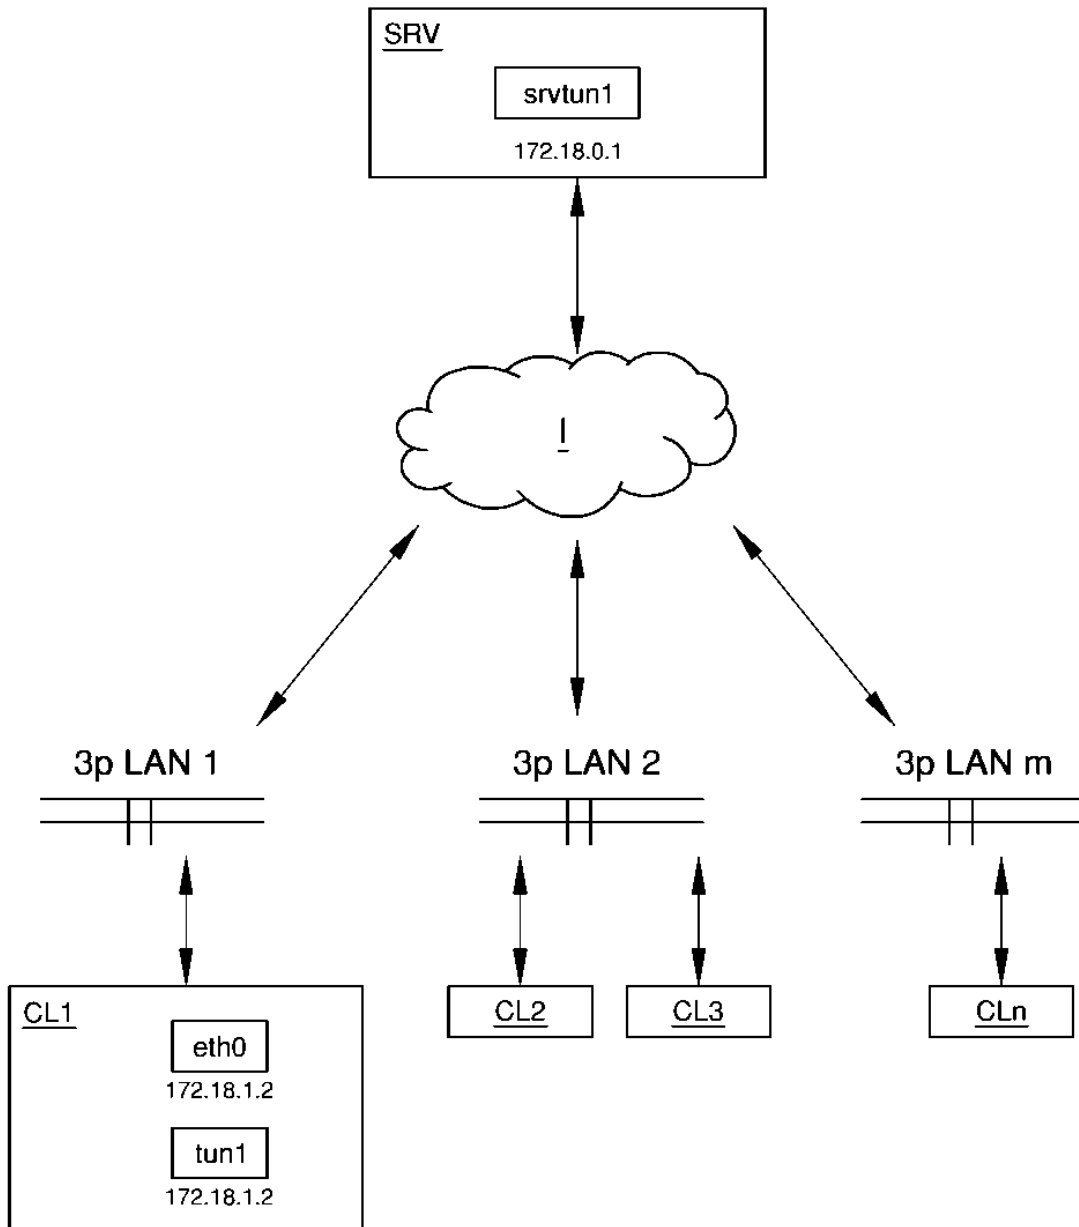 SRV
srvtun1
172.18.0.1
I
3p LAN 1
3p LAN 2
3p LAN m
CL1
eth0
172.18.1.2
tun1
172.18.1.2
CL2
CL3
CLn